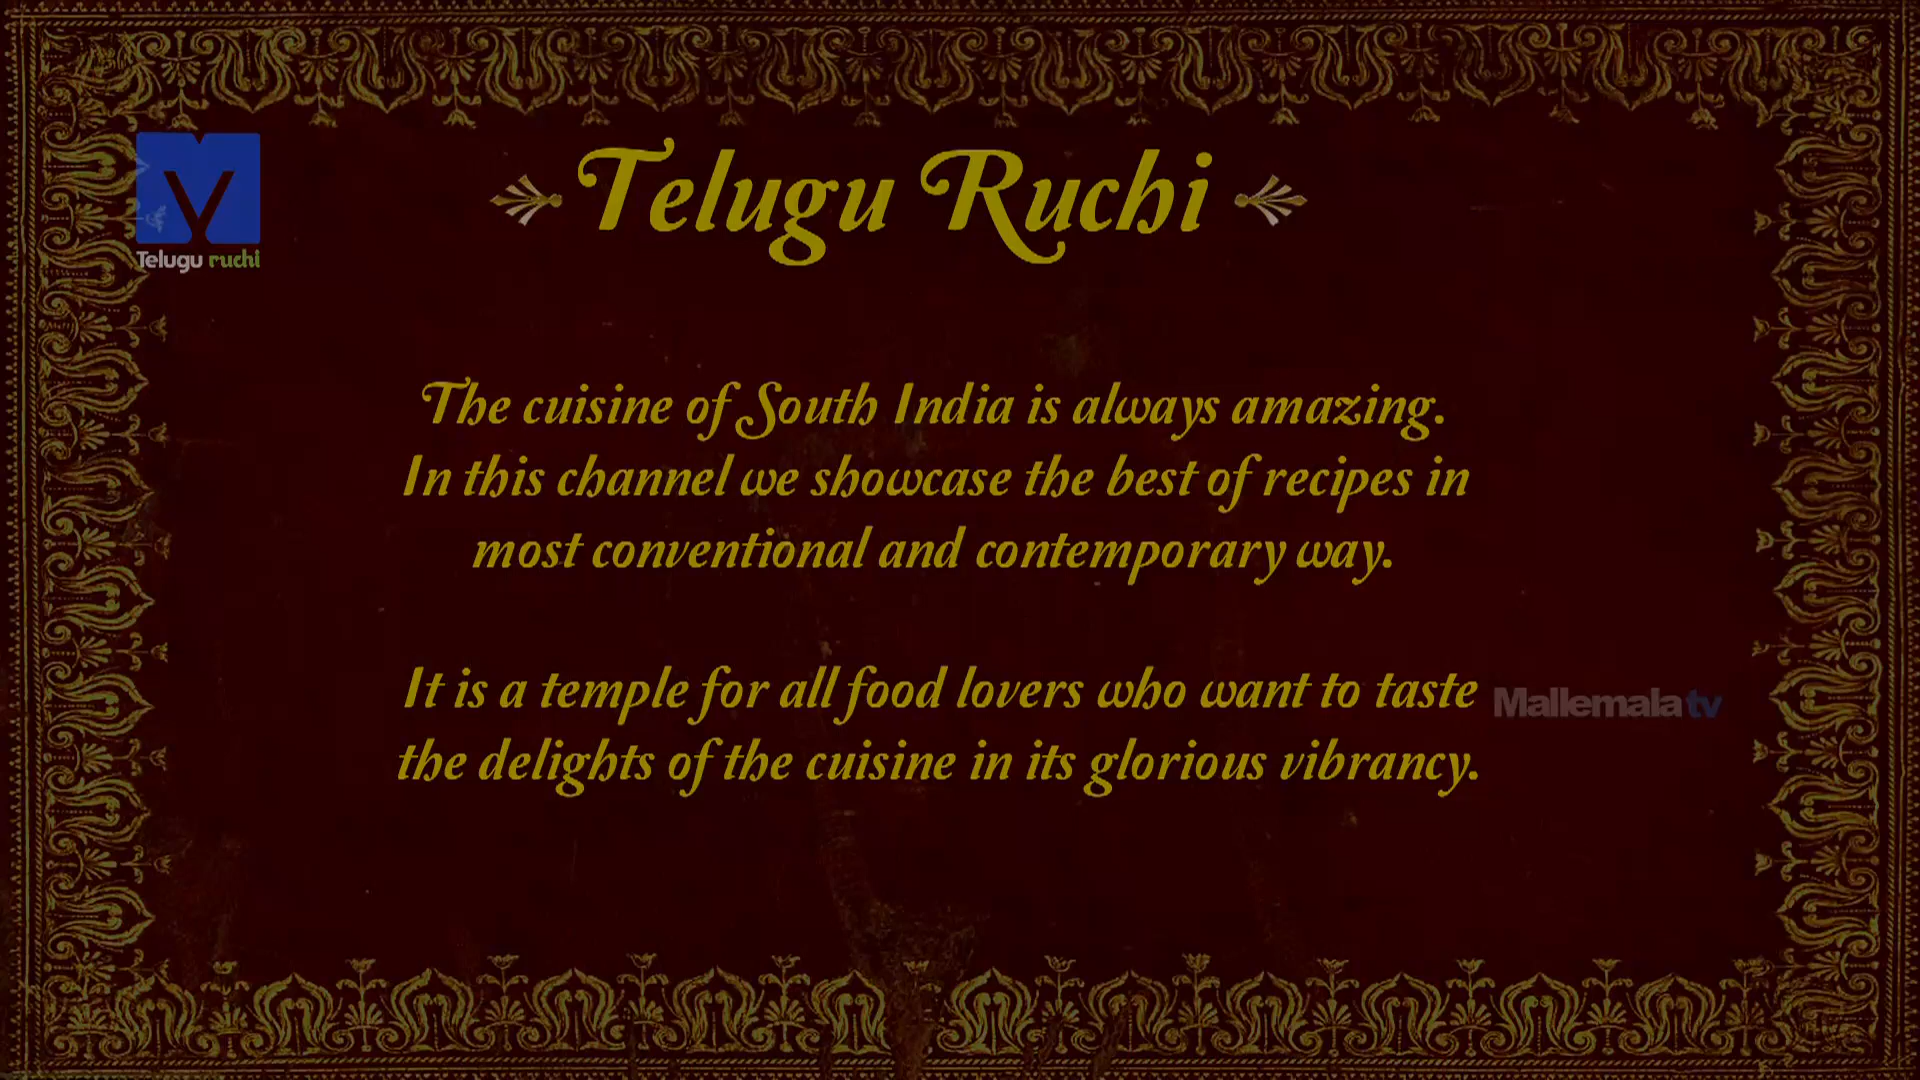 Telugu Ruchi
Telugu ruchi
The cuisine of South India is always amazing.
In this channel we showcase the best of recipes in
most conventional and contemporary way.
It is a temple for all food lovers who want to taste
the delights of the cuisine in its glorious vibrancy.
Mallemala tv